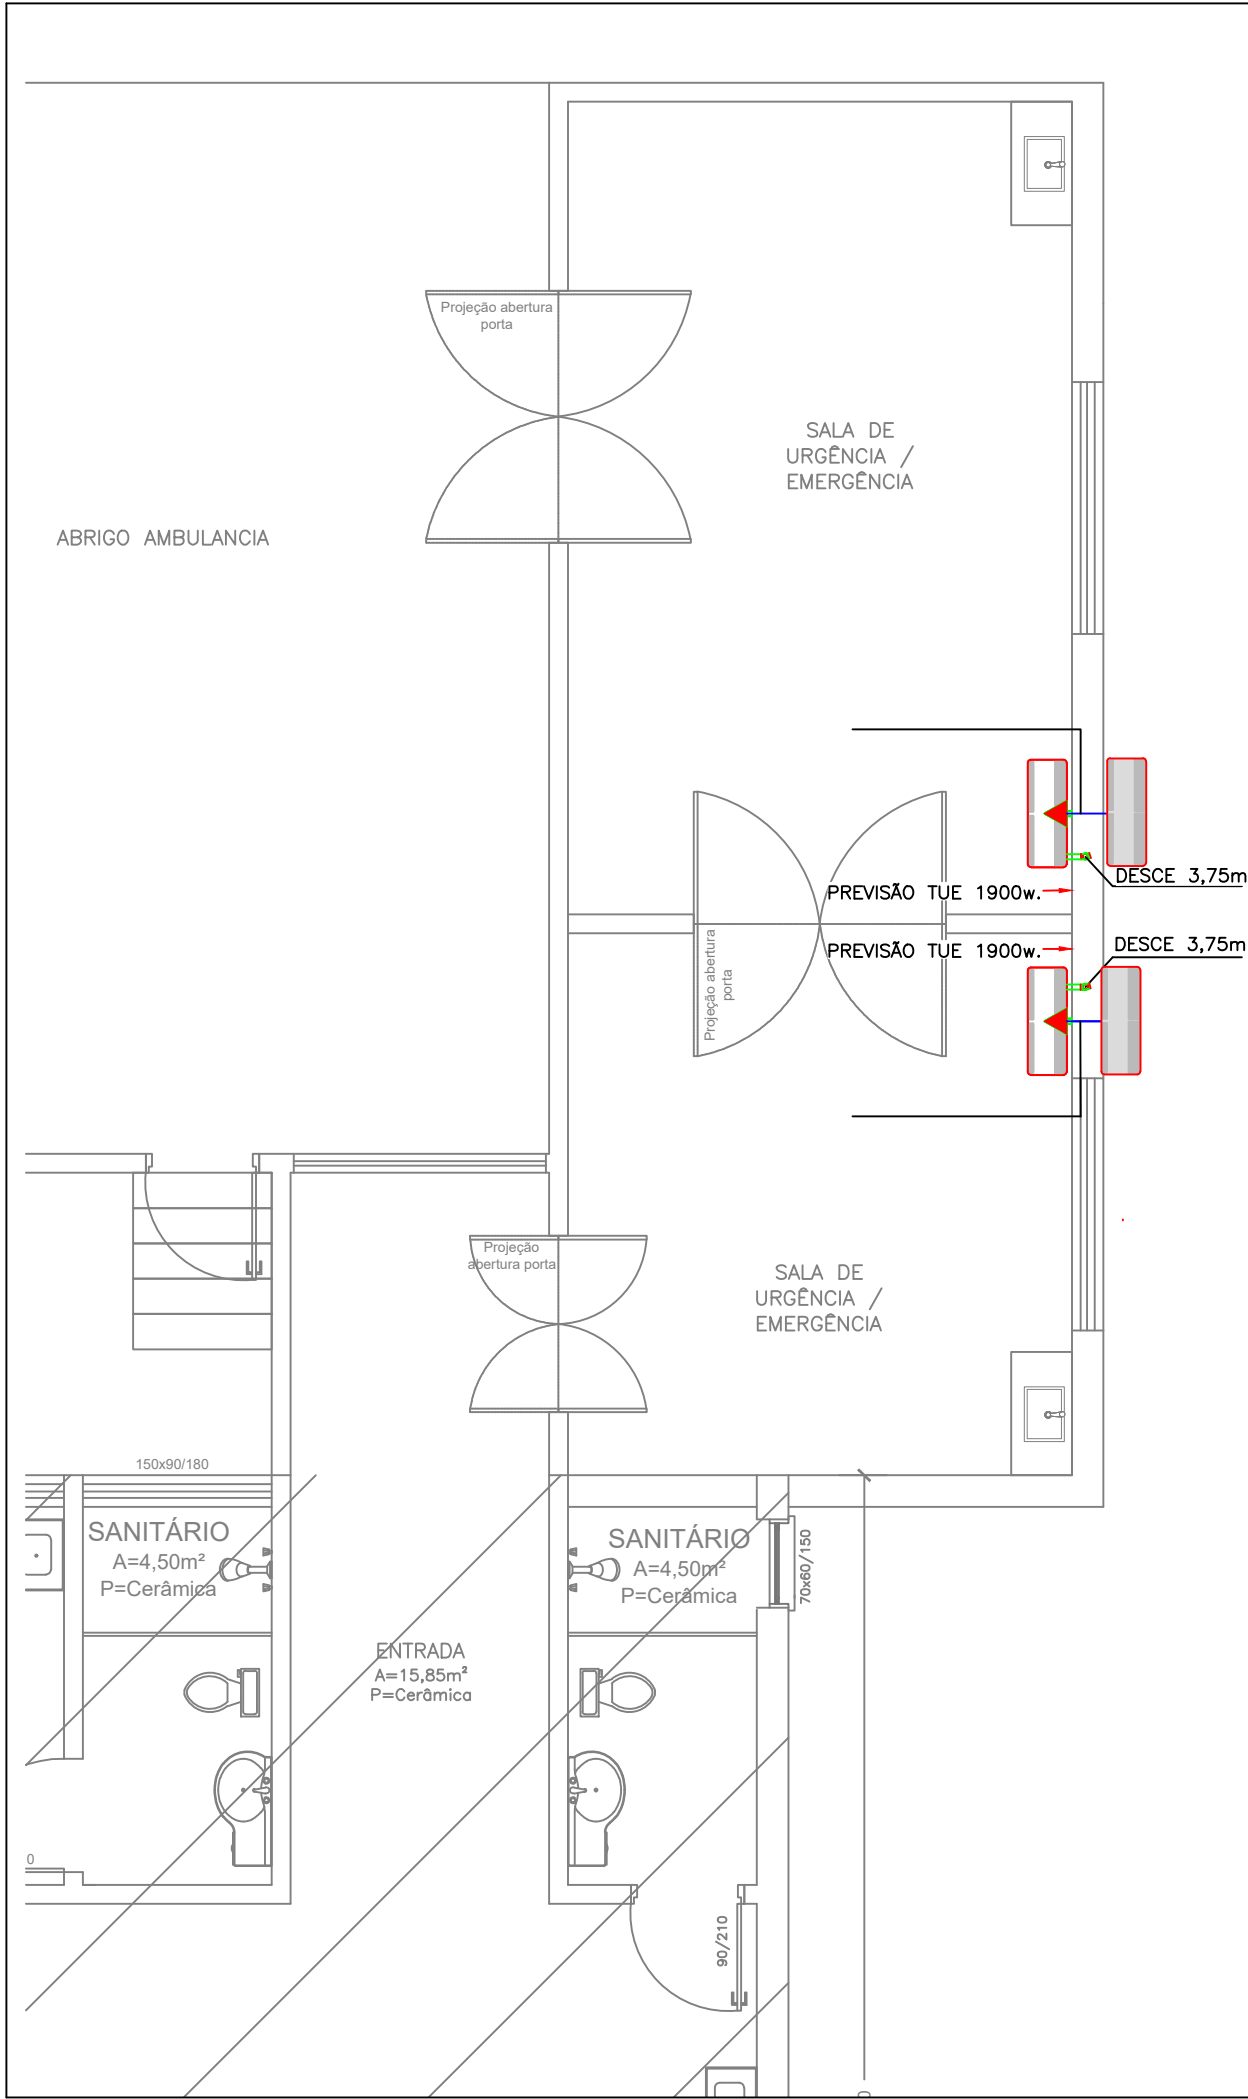 Projeção abertura
porta
SALA DE
URGÊNCIA /
EMERGÊNCIA
ABRIGO AMBULANCIA
DESCE 3,75m
PREVISÃO TUE 1900w.
PREVISÃO TUE 1900w.
DESCE 3,75m
Projeção abertura
porta
Projeção
abertura porta
SALA DE
URGÊNCIA /
EMERGÊNCIA
150x90/180
SANITÁRIO
A=4,50m²
P=Cerâmica
SANITÁRIO
A=4,50m²
P=Cerâmica
70x60/150
ENTRADA
A=15,85m²
P=Cerâmica
0
90/210